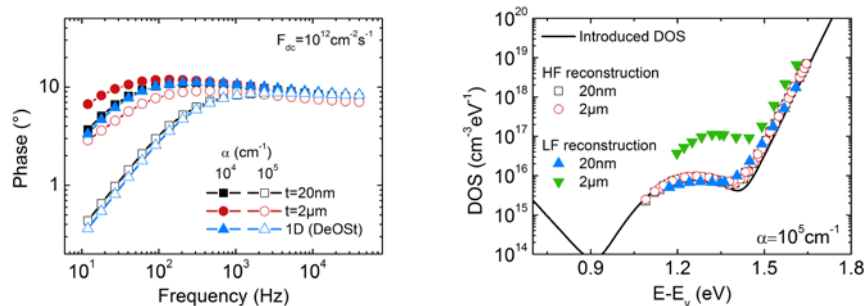 F_dc=10^12cm^-2s^-1
10
1
Phase (°)
α (cm^-1)
10^4 10^5
t=20nm
t=2μm
1D (DeOSt)
10^1 10^2 10^3 10^4
Frequency (Hz)
10^20
10^19
10^18
10^17
10^16
10^15
10^14
DOS (cm^-3eV^-1)
Introduced DOS
HF reconstruction
20nm
2μm
LF reconstruction
20nm
2μm
α=10^5cm^-1
0.9 1.2 1.5 1.8
E-E_v (eV)